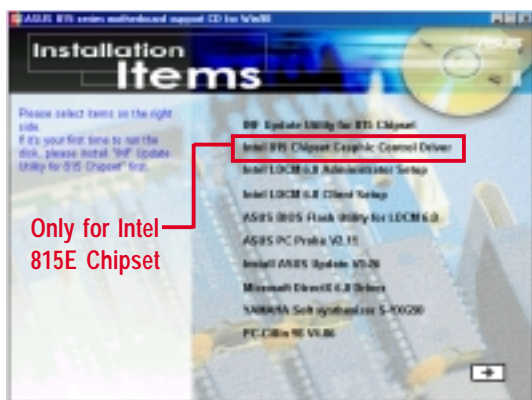 ASUS 815 series motherboard support CD for Win98
Installation
Items
Please select items on the right
side.
If it's your first time to run the
disk, please install "INF Update
Utility for 815 Chipset" first.
INF Update Utility for 815 Chipset
Intel 815 Chipset Graphic Control Driver
Intel LDCM 6.0 Administrator Setup
Intel LDCM 6.0 Client Setup
ASUS BIOS Flash Utility for LDCM 6.0
ASUS PC Probe V2.11
Install ASUS Update
Microsoft DirectX Driver
YAMAHA Soft synthesizer
PC-Cillin 98
Only for Intel
815E Chipset